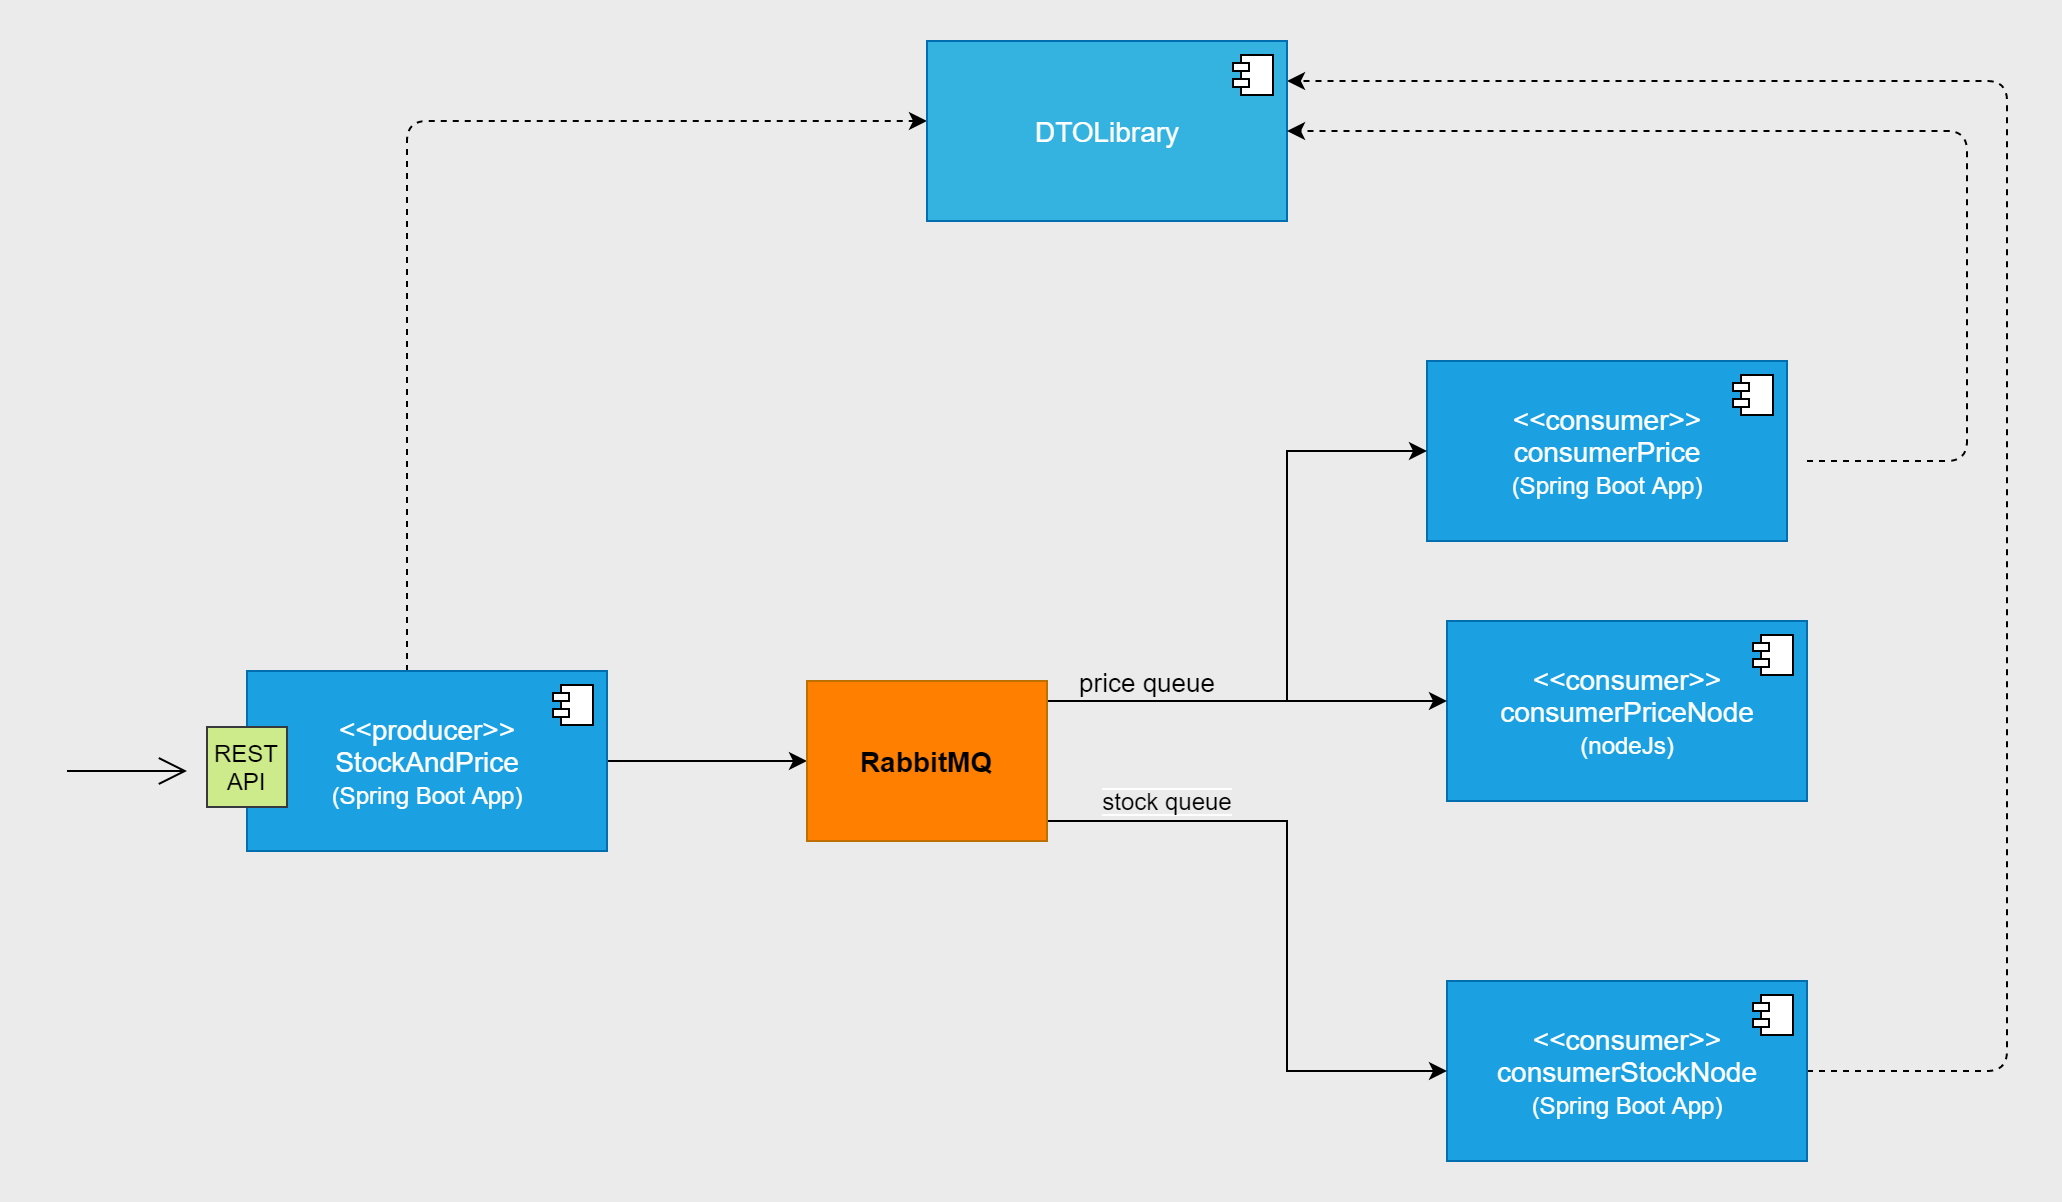 DTOLibrary
<<consumer>>
consumerPrice
(Spring Boot App)
<<producer>>
StockAndPrice
(Spring Boot App)
REST
API
RabbitMQ
price queue
stock queue
<<consumer>>
consumerPriceNode
(nodeJs)
<<consumer>>
consumerStockNode
(Spring Boot App)